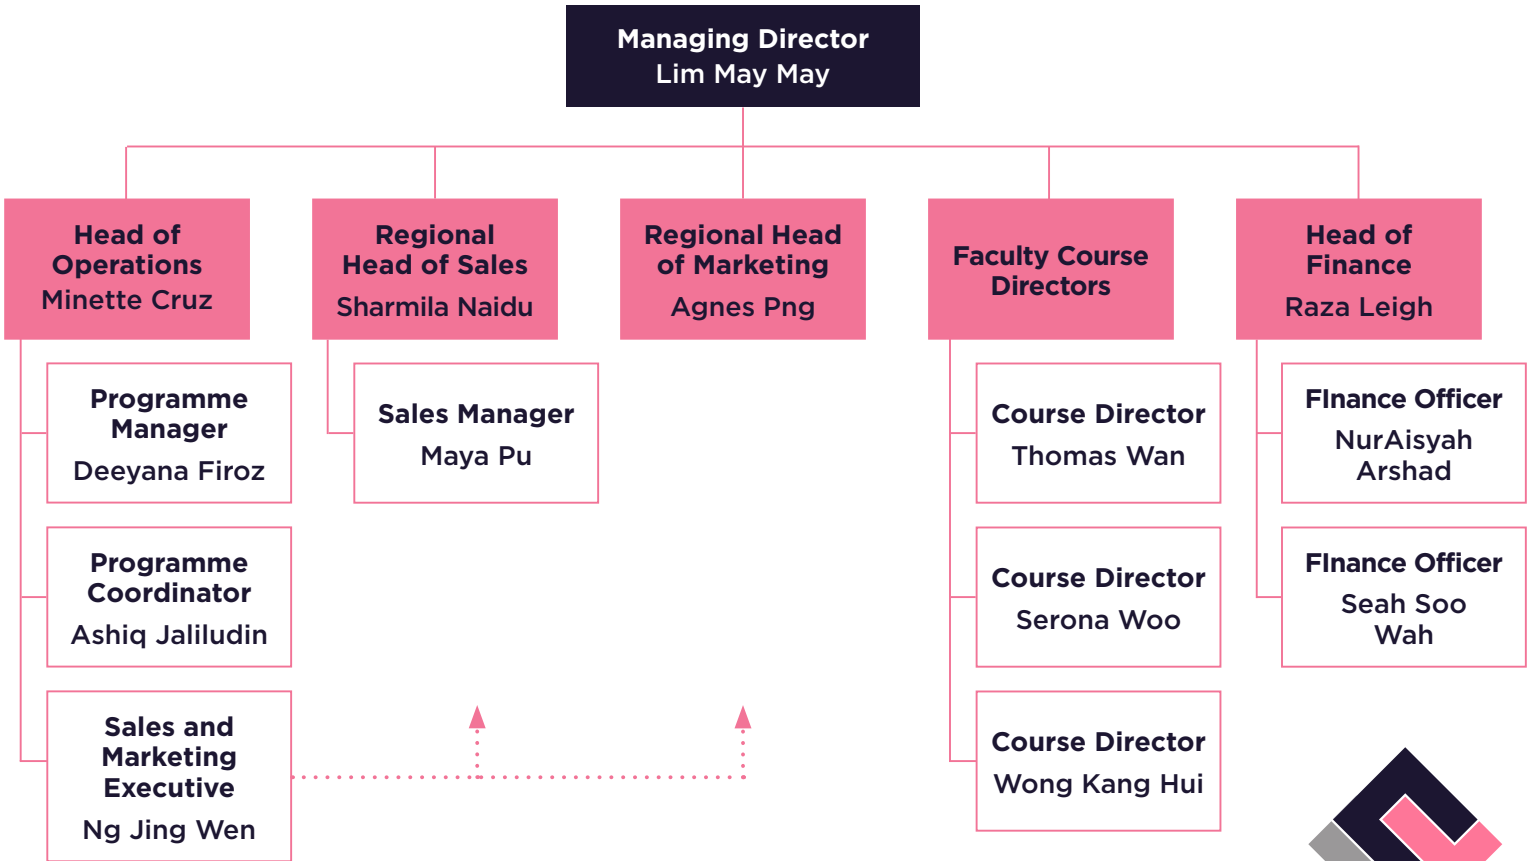 Managing Director
Lim May May
Head of
Operations
Minette Cruz
Regional
Head of Sales
Sharmila Naidu
Regional Head
of Marketing
Agnes Png
Faculty Course
Directors
Head of
Finance
Raza Leigh
Programme
Manager
Deeyana Firoz
Programme
Coordinator
Ashiq Jaliludin
Sales and
Marketing
Executive
Ng Jing Wen
Sales Manager
Maya Pu
Course Director
Thomas Wan
Course Director
Serona Woo
Course Director
Wong Kang Hui
FInance Officer
NurAisyah
Arshad
FInance Officer
Seah Soo
Wah